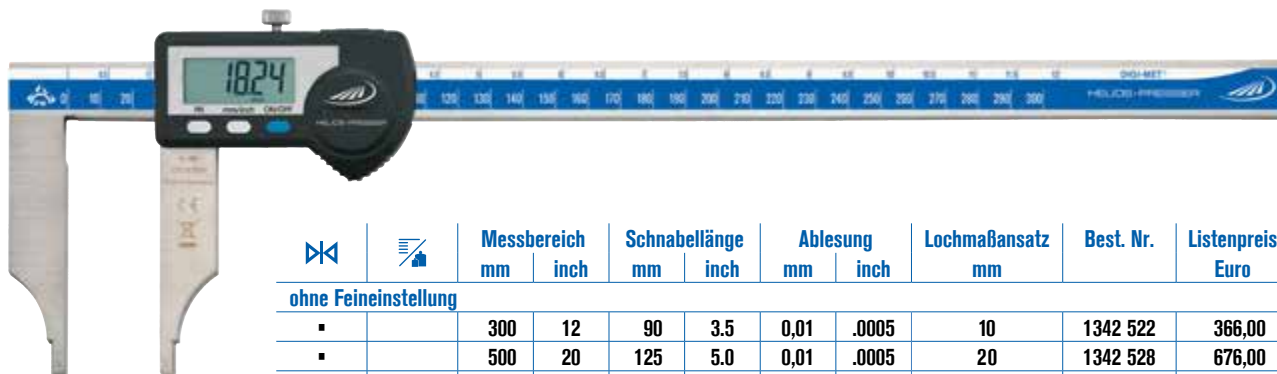 18.24
mm/inch ON/OFF
HELIOS-PREISSER
0 10 20
120 130 140 150 160 170 180 190 200 210 220 230 240 250 260 270 280 290 300
DIGI-MET®
HELIOS-PREISSER
CE
Messbereich Schnabellänge Ablesung Lochmaßansatz Best. Nr. Listenpreis
mm inch mm inch mm inch mm Euro
ohne Feineinstellung
▪ 300 12 90 3.5 0,01 .0005 10 1342 522 366,00
▪ 500 20 125 5.0 0,01 .0005 20 1342 528 676,00